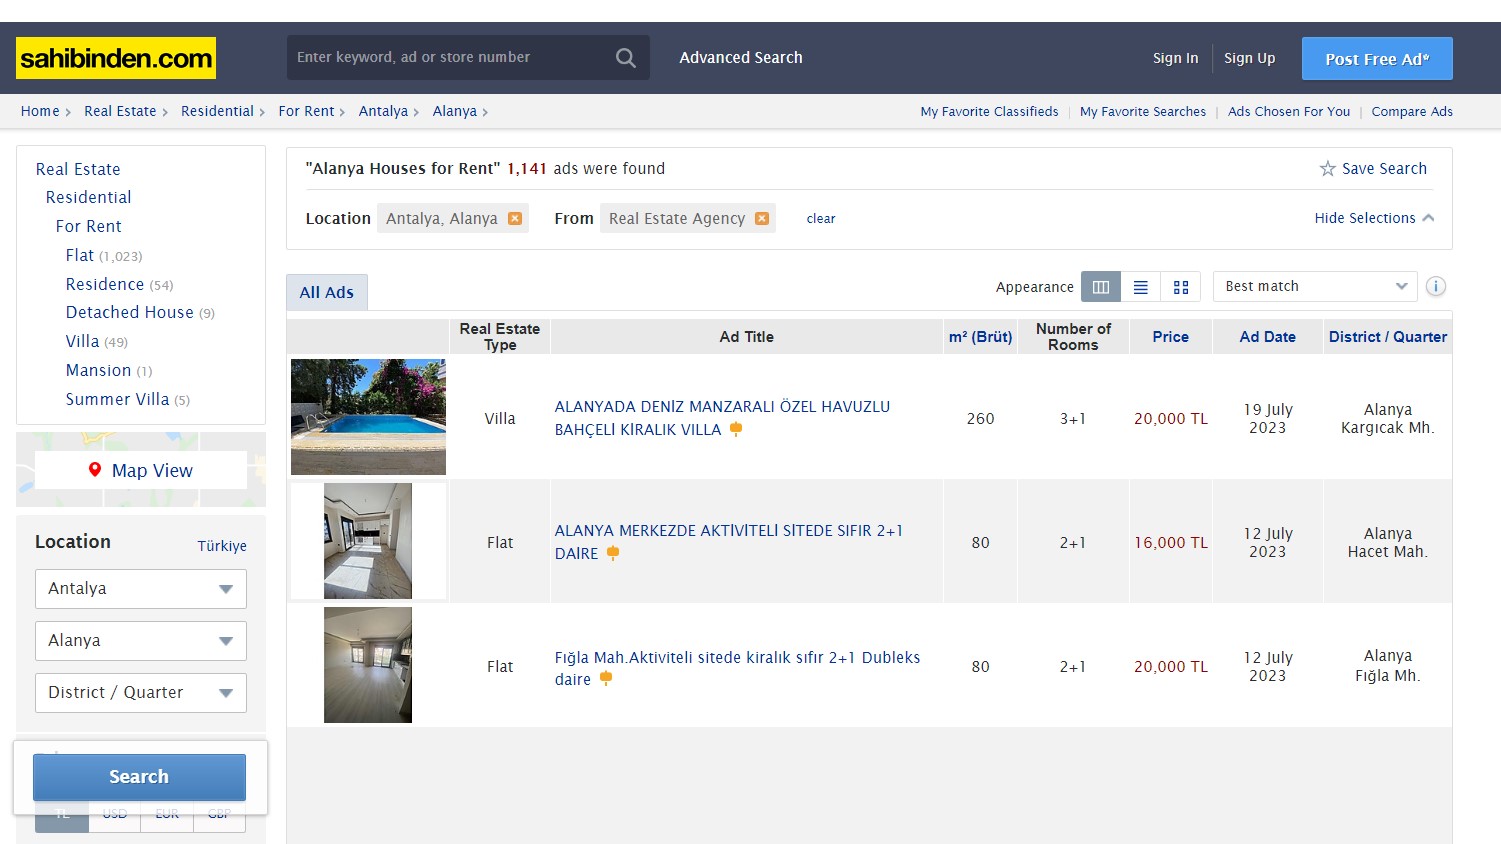 sahibinden.com
Enter keyword, ad or store number
Advanced Search
Sign In
Sign Up
Post Free Ad*
Home
Real Estate
Residential
For Rent
Antalya
Alanya
My Favorite Classifieds
My Favorite Searches
Ads Chosen For You
Compare Ads
Real Estate
Residential
For Rent
Flat (1,023)
Residence (54)
Detached House (9)
Villa (49)
Mansion (1)
Summer Villa (5)
Map View
Location
Türkiye
Antalya
Alanya
District / Quarter
Search
TL USD EUR GBP
"Alanya Houses for Rent" 1,141 ads were found
Save Search
Location Antalya, Alanya
From Real Estate Agency
clear
Hide Selections
All Ads
Appearance
Best match
Real Estate
Type
Ad Title
m² (Brüt)
Number of
Rooms
Price
Ad Date
District / Quarter
Villa
ALANYADA DENİZ MANZARALI ÖZEL HAVUZLU
BAHÇELİ KİRALIK VILLA
260
3+1
20,000 TL
19 July
2023
Alanya
Kargıcak Mh.
Flat
ALANYA MERKEZDE AKTİVİTELİ SİTEDE SIFIR 2+1
DAİRE
80
2+1
16,000 TL
12 July
2023
Alanya
Hacet Mah.
Flat
Fığla Mah.Aktiviteli sitede kiralık sıfır 2+1 Dubleks
daire
80
2+1
20,000 TL
12 July
2023
Alanya
Fığla Mh.